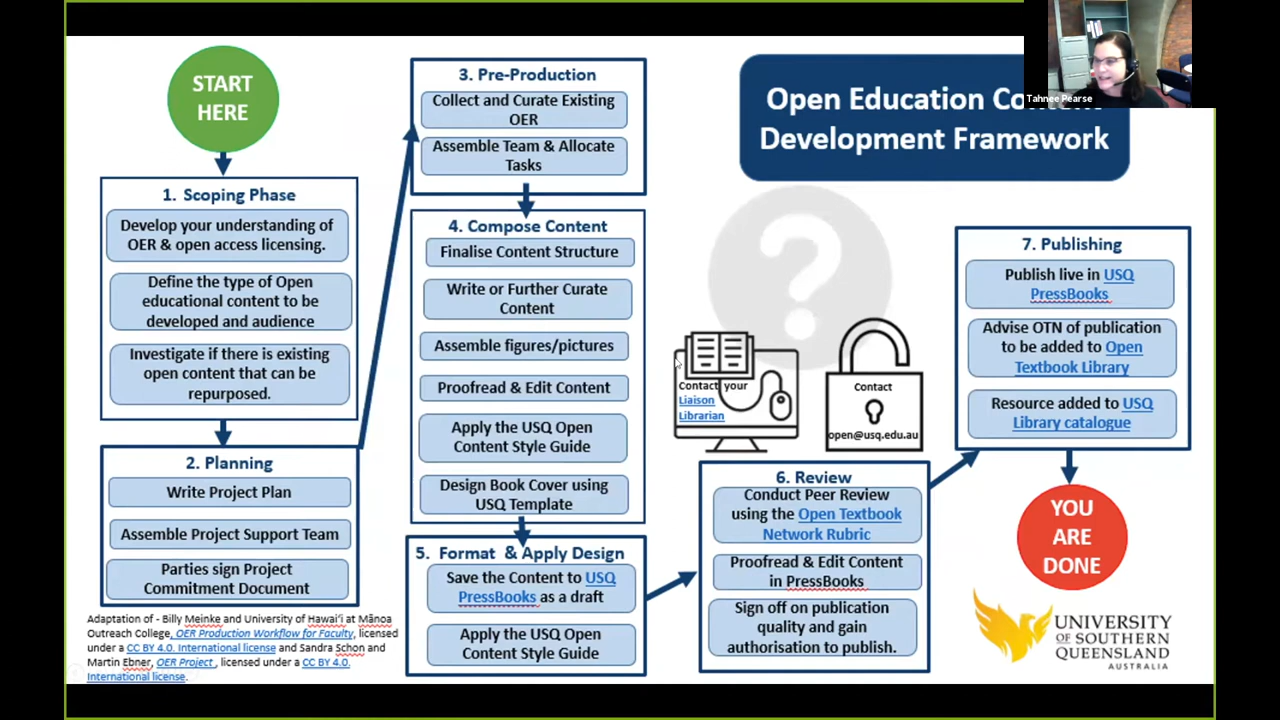 START
HERE
1. Scoping Phase
Develop your understanding of
OER & open access licensing.
Define the type of Open
educational content to be
developed and audience
Investigate if there is existing
open content that can be
repurposed.
2. Planning
Write Project Plan
Assemble Project Support Team
Parties sign Project
Commitment Document
Adaptation of - Billy Meinke and University of Hawai'i at Mānoa
Outreach College, OER Production Workflow for Faculty, licensed
under a CC BY 4.0. International license and Sandra Schon and
Martin Ebner, OER Project , licensed under a CC BY 4.0.
International license.
3. Pre-Production
Collect and Curate Existing
OER
Assemble Team & Allocate
Tasks
4. Compose Content
Finalise Content Structure
Write or Further Curate
Content
Assemble figures/pictures
Proofread & Edit Content
Apply the USQ Open
Content Style Guide
Design Book Cover using
USQ Template
5. Format & Apply Design
Save the Content to USQ
PressBooks as a draft
Apply the USQ Open
Content Style Guide
Open Education
Development Framework
Tahnee Pearse
?
Contact your
Liaison
Librarian
Contact
open@usq.edu.au
6. Review
Conduct Peer Review
using the Open Textbook
Network Rubric
Proofread & Edit Content
in PressBooks
Sign off on publication
quality and gain
authorisation to publish.
7. Publishing
Publish live in USQ
PressBooks
Advise OTN of publication
to be added to Open
Textbook Library
Resource added to USQ
Library catalogue
YOU
ARE
DONE
UNIVERSITY
OF SOUTHERN
QUEENSLAND
AUSTRALIA